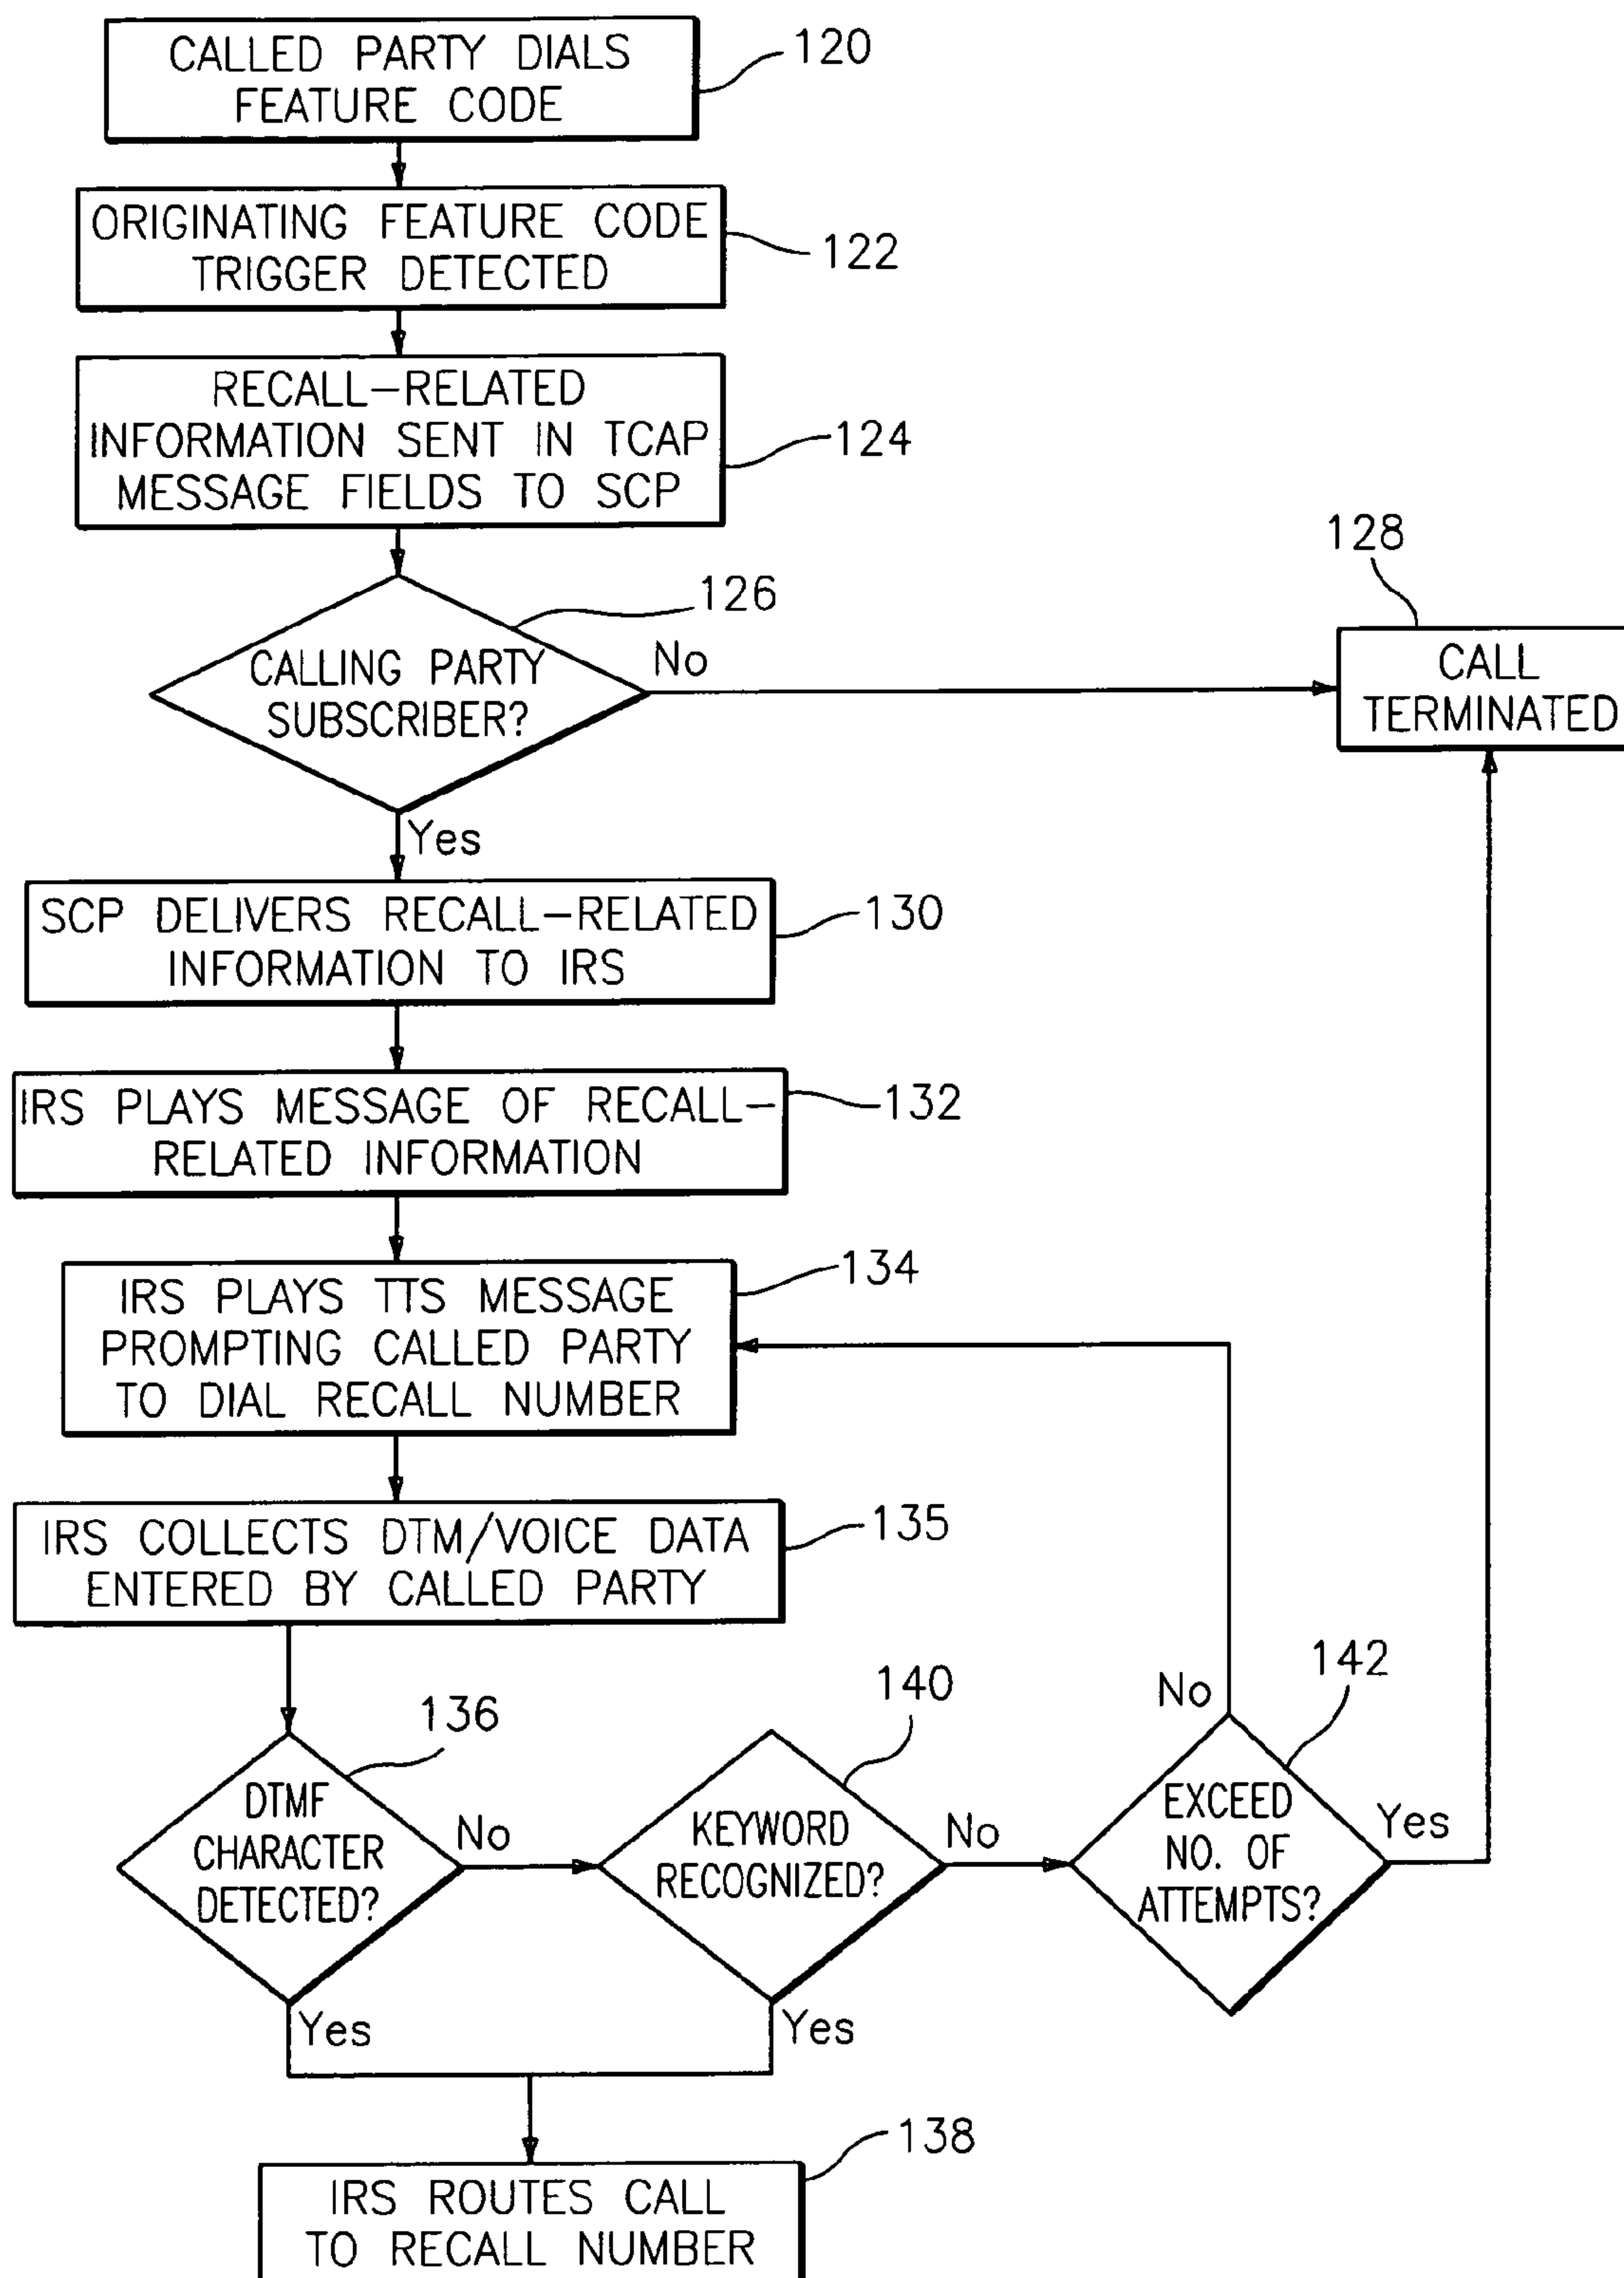 CALLED PARTY DIALS
FEATURE CODE
120
ORIGINATING FEATURE CODE
TRIGGER DETECTED
122
RECALL-RELATED
INFORMATION SENT IN TCAP
MESSAGE FIELDS TO SCP
124
128
126
CALLING PARTY
SUBSCRIBER?
No
CALL
TERMINATED
Yes
SCP DELIVERS RECALL-RELATED
INFORMATION TO IRS
130
IRS PLAYS MESSAGE OF RECALL-
RELATED INFORMATION
132
IRS PLAYS TTS MESSAGE
PROMPTING CALLED PARTY
TO DIAL RECALL NUMBER
134
IRS COLLECTS DTM/VOICE DATA
ENTERED BY CALLED PARTY
135
136
DTMF
CHARACTER
DETECTED?
No
140
KEYWORD
RECOGNIZED?
No
142
No
EXCEED
NO. OF
ATTEMPTS?
Yes
Yes
Yes
138
IRS ROUTES CALL
TO RECALL NUMBER